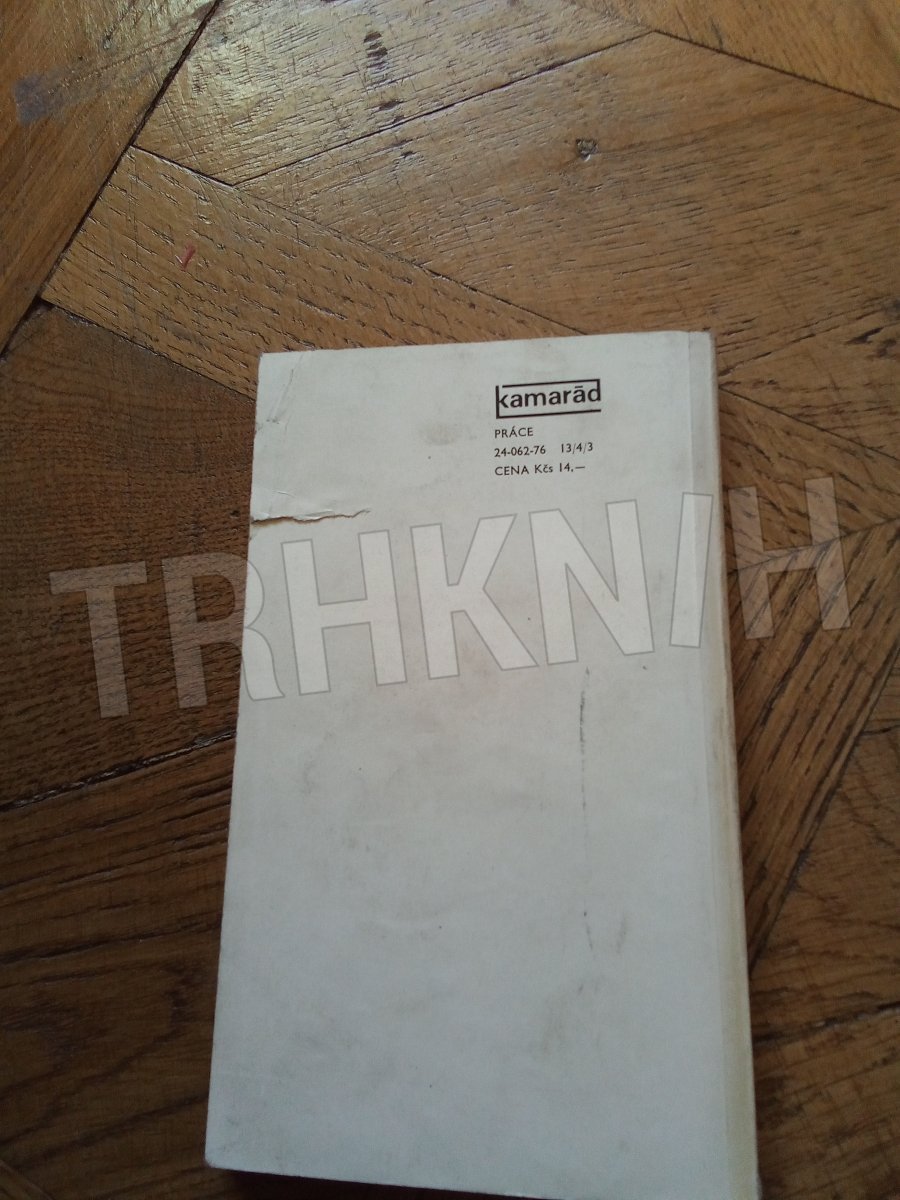 kamarād
PRÁCE
24-062-76 13/4/3
CENA Kčs 14,—
TRHKNIH